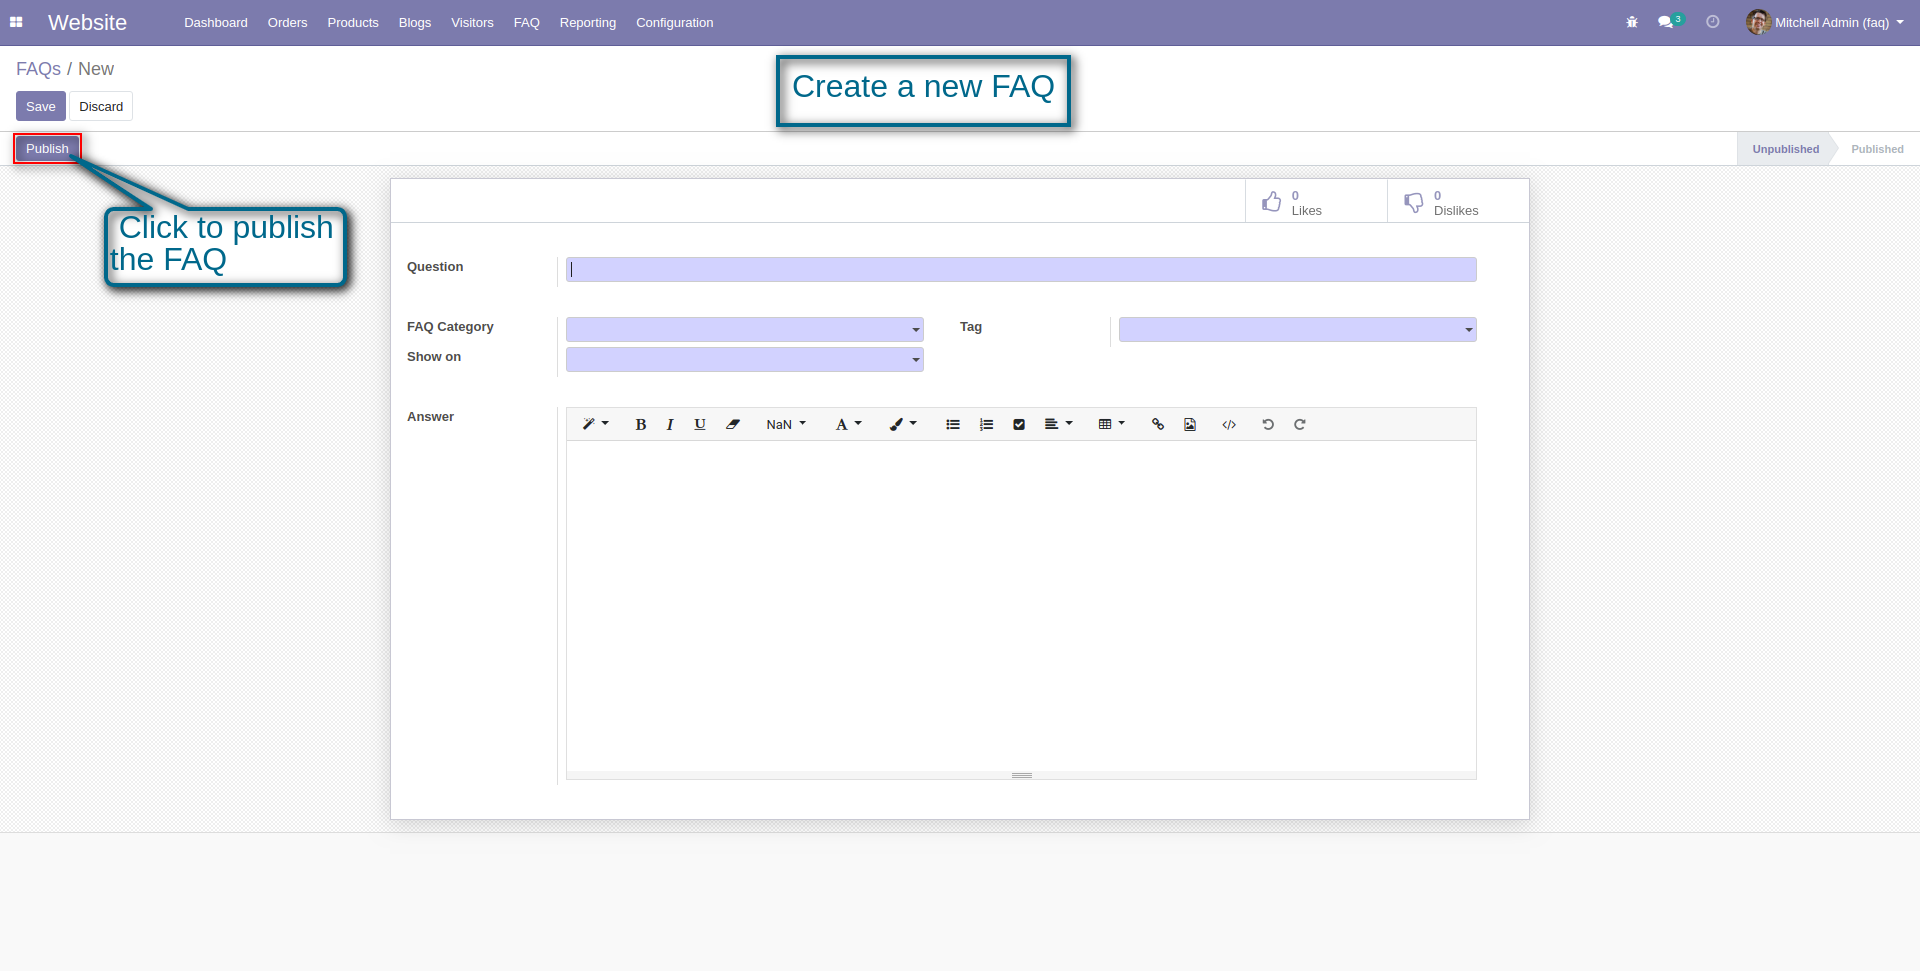 Website
Dashboard Orders Products Blogs Visitors FAQ Reporting Configuration
3
Mitchell Admin (faq)
FAQs / New
Create a new FAQ
Save Discard
Publish
Unpublished Published
Click to publish
the FAQ
0
Likes
0
Dislikes
Question
FAQ Category
Tag
Show on
Answer
B I U NaN A